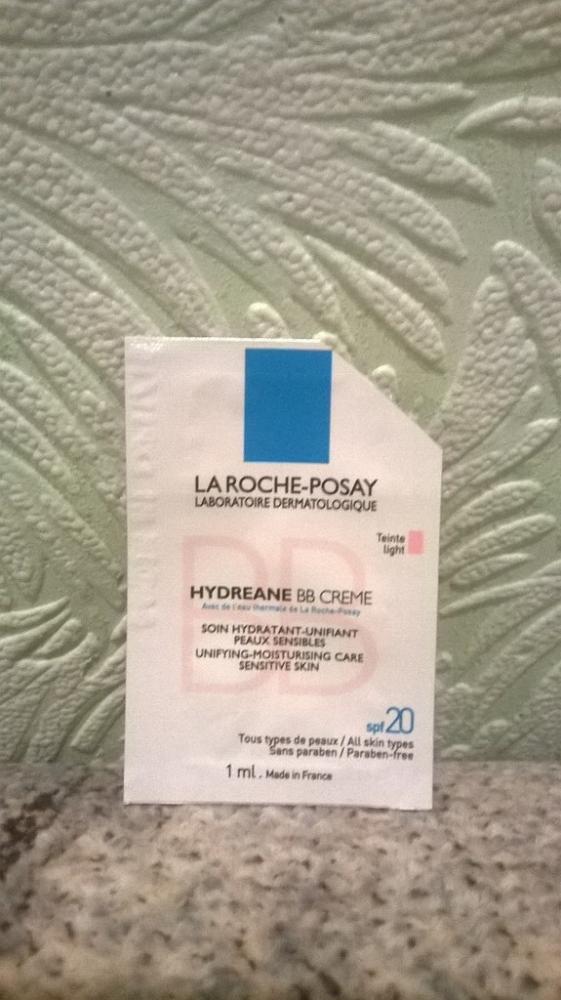 LA ROCHE-POSAY
LABORATOIRE DERMATOLOGIQUE
Teinte
light
BB
HYDREANE BB CREME
Avec de l'eau thermale de La Roche-Posay
SOIN HYDRATANT-UNIFIANT
PEAUX SENSIBLES
UNIFYING-MOISTURISING CARE
SENSITIVE SKIN
spf 20
Tous types de peaux / All skin types
Sans paraben / Paraben-free
1 ml . Made in France